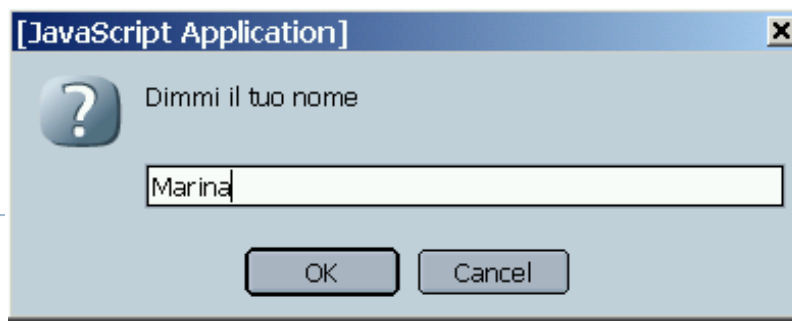 [JavaScript Application]
Dimmi il tuo nome
Marina
OK
Cancel